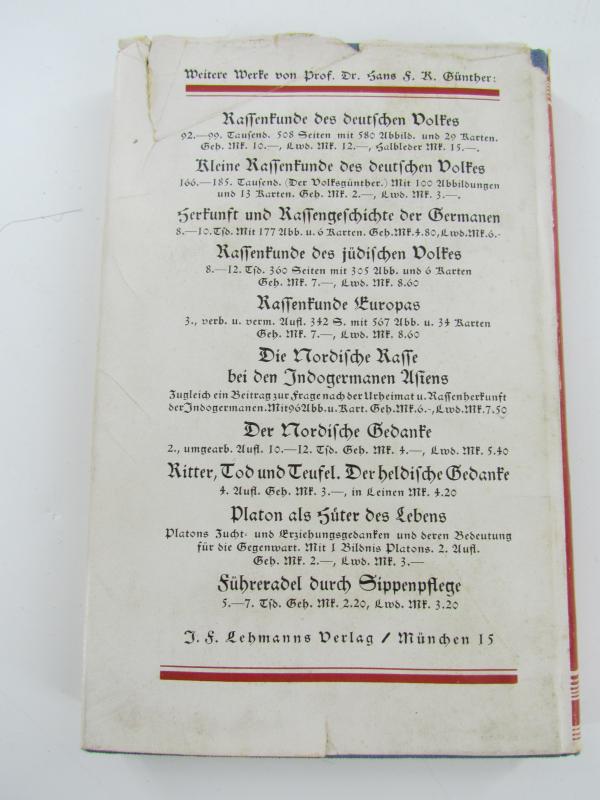 Weitere Werke von Prof. Dr. Hans F. K. Günther:
Rassenkunde des deutschen Volkes
92.—99. Tausend. 508 Seiten mit 580 Abbild. und 29 Karten.
Geh. Mk. 10.—, Lwd. Mk. 12.—, Halbleder Mk. 15.—.
Kleine Rassenkunde des deutschen Volkes
166.—185. Tausend. (Der Volksgünther.) Mit 100 Abbildungen
und 13 Karten. Geh. Mk. 2.—, Lwd. Mk. 3.—.
Herkunft und Rassengeschichte der Germanen
8.—10. Tsd. Mit 177 Abb. u. 6 Karten. Geh. Mk. 4.80, Lwd. Mk. 6.-
Rassenkunde des jüdischen Volkes
8.—12. Tsd. 360 Seiten mit 305 Abb. und 6 Karten
Geh. Mk. 7.—, Lwd. Mk. 8.60
Rassenkunde Europas
3., verb. u. verm. Aufl. 342 S. mit 567 Abb. u. 34 Karten
Geh. Mk. 7.—, Lwd. Mk. 8.60
Die Nordische Rasse
bei den Indogermanen Asiens
Zugleich ein Beitrag zur Frage nach der Urheimat u. Rassenherkunft
der Indogermanen. Mit 96 Abb. u. Kart. Geh. Mk. 6.-, Lwd. Mk. 7.50
Der Nordische Gedanke
2., umgearb. Aufl. 10.—12. Tsd. Geh. Mk. 4.—, Lwd. Mk. 5.40
Ritter, Tod und Teufel. Der heldische Gedanke
4. Aufl. Geh. Mk. 3.—, in Leinen Mk. 4.20
Platon als Hüter des Lebens
Platons Zucht- und Erziehungsgedanken und deren Bedeutung
für die Gegenwart. Mit 1 Bildnis Platons. 2. Aufl.
Geh. Mk. 2.—, Lwd. Mk. 3.—
Führeradel durch Sippenpflege
5.—7. Tsd. Geh. Mk. 2.20, Lwd. Mk. 3.20
J. F. Lehmanns Verlag / München 15